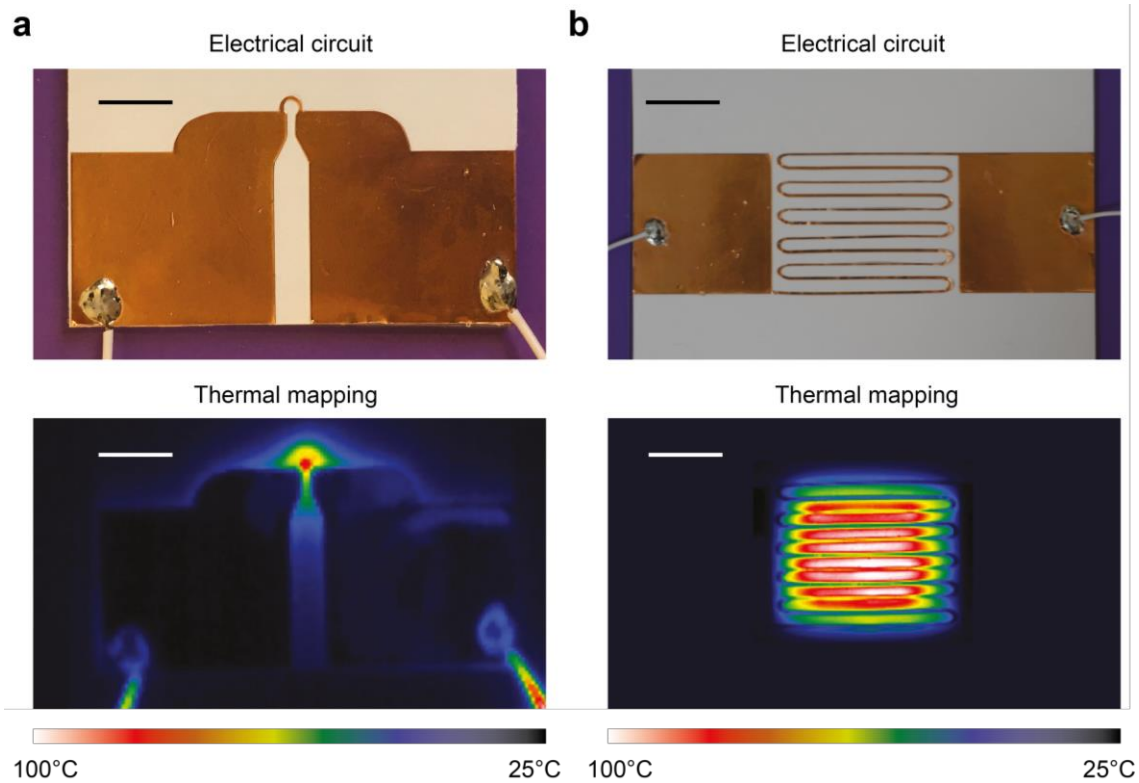 a
Electrical circuit
Thermal mapping
100°C 25°C
b
Electrical circuit
Thermal mapping
100°C 25°C